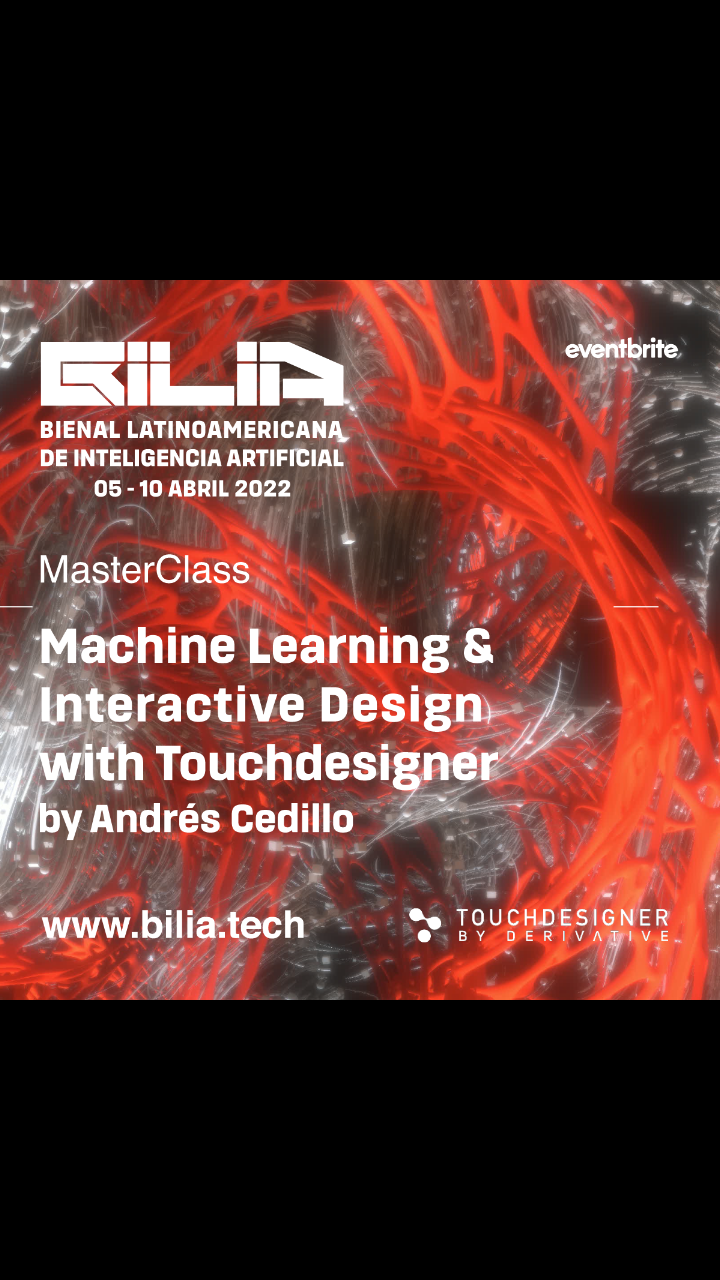 BILIA
eventbrite
BIENAL LATINOAMERICANA
DE INTELIGENCIA ARTIFICIAL
05 - 10 ABRIL 2022
MasterClass
Machine Learning &
Interactive Design
with Touchdesigner
by Andrés Cedillo
www.bilia.tech
TOUCHDESIGNER
BY DERIVATIVE